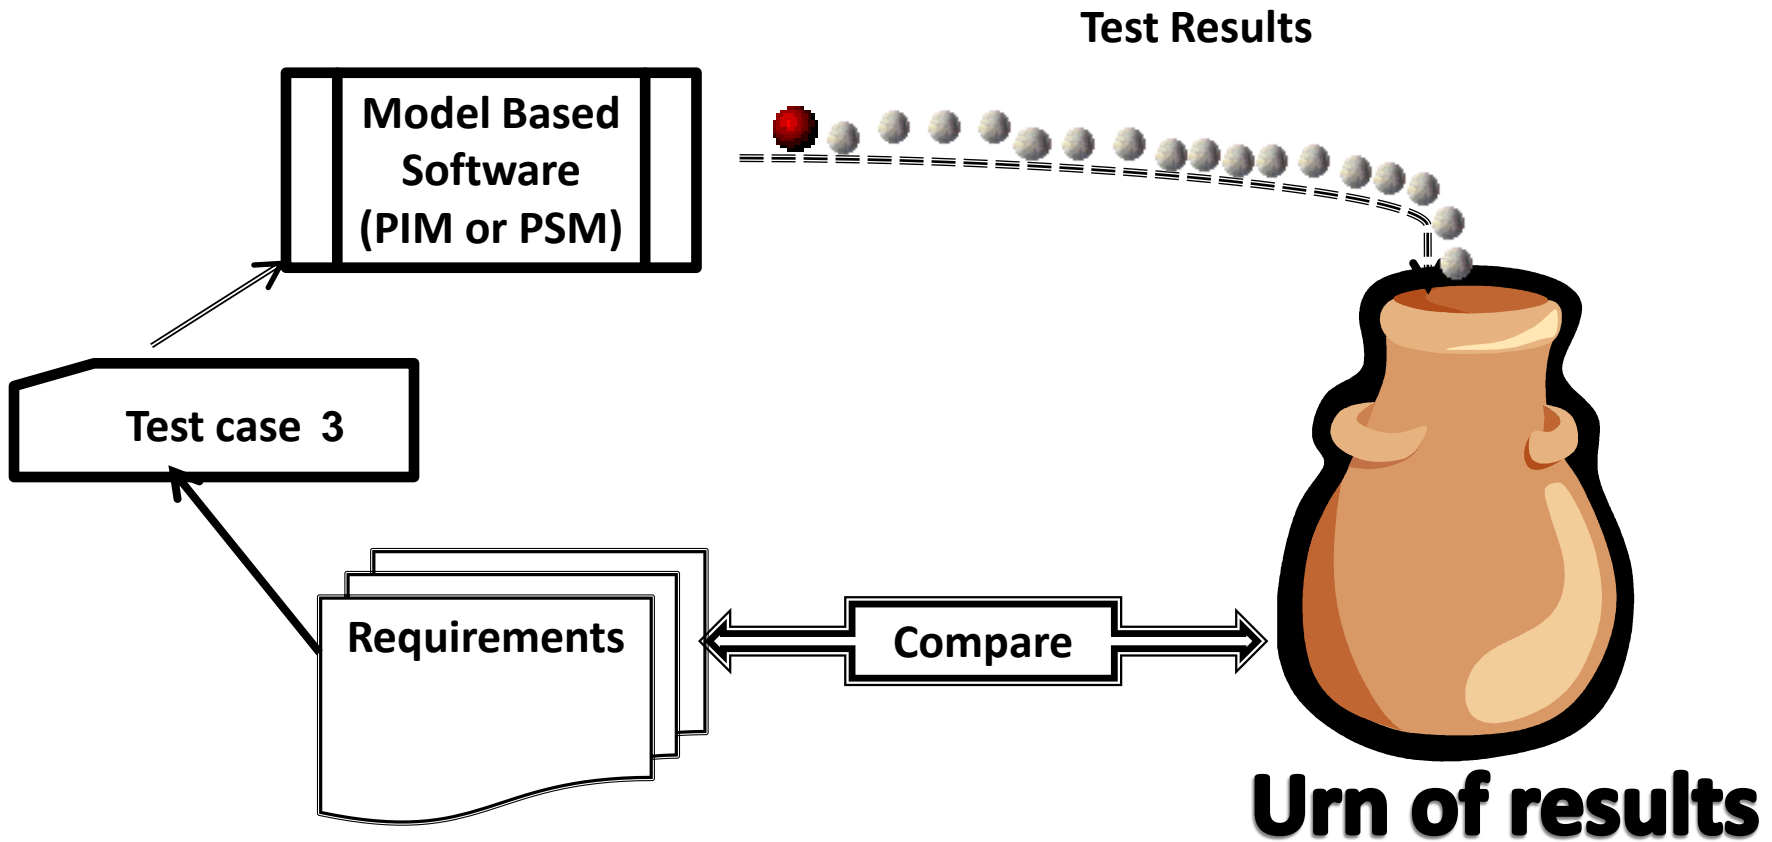 Test Results
Model Based
Software
(PIM or PSM)
Test case 3
Requirements
Compare
Urn of results